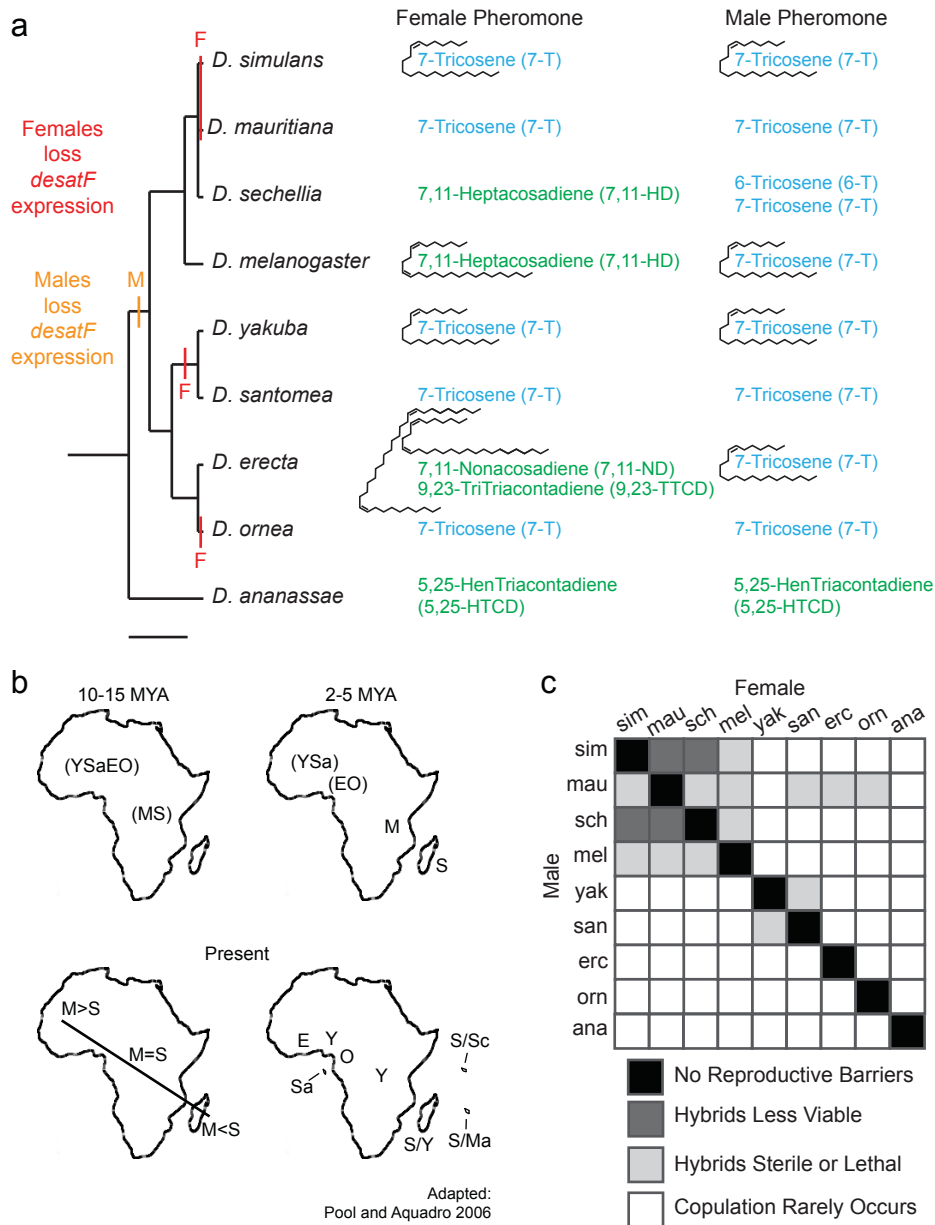 a
Female Pheromone
Male Pheromone
F
D. simulans
7-Tricosene (7-T)
7-Tricosene (7-T)
Females
loss
desatF
expression
D. mauritiana
7-Tricosene (7-T)
7-Tricosene (7-T)
D. sechellia
7,11-Heptacosadiene (7,11-HD)
6-Tricosene (6-T)
7-Tricosene (7-T)
Males
loss
desatF
expression
M
D. melanogaster
7,11-Heptacosadiene (7,11-HD)
7-Tricosene (7-T)
D. yakuba
7-Tricosene (7-T)
7-Tricosene (7-T)
F
D. santomea
7-Tricosene (7-T)
7-Tricosene (7-T)
D. erecta
7,11-Nonacosadiene (7,11-ND)
9,23-TriTriacontadiene (9,23-TTCD)
7-Tricosene (7-T)
D. ornea
7-Tricosene (7-T)
7-Tricosene (7-T)
F
D. ananassae
5,25-HenTriacontadiene
(5,25-HTCD)
5,25-HenTriacontadiene
(5,25-HTCD)
b
10-15 MYA
(YSaEO)
(MS)
2-5 MYA
(YSa)
(EO)
M
S
Present
M>S
M=S
M<S
E
Y
O
Sa
Y
S/Y
S/Sc
S/Ma
Adapted:
Pool and Aquadro 2006
c
Female
sim mau sch mel yak san erc orn ana
Male
sim
mau
sch
mel
yak
san
erc
orn
ana
No Reproductive Barriers
Hybrids Less Viable
Hybrids Sterile or Lethal
Copulation Rarely Occurs